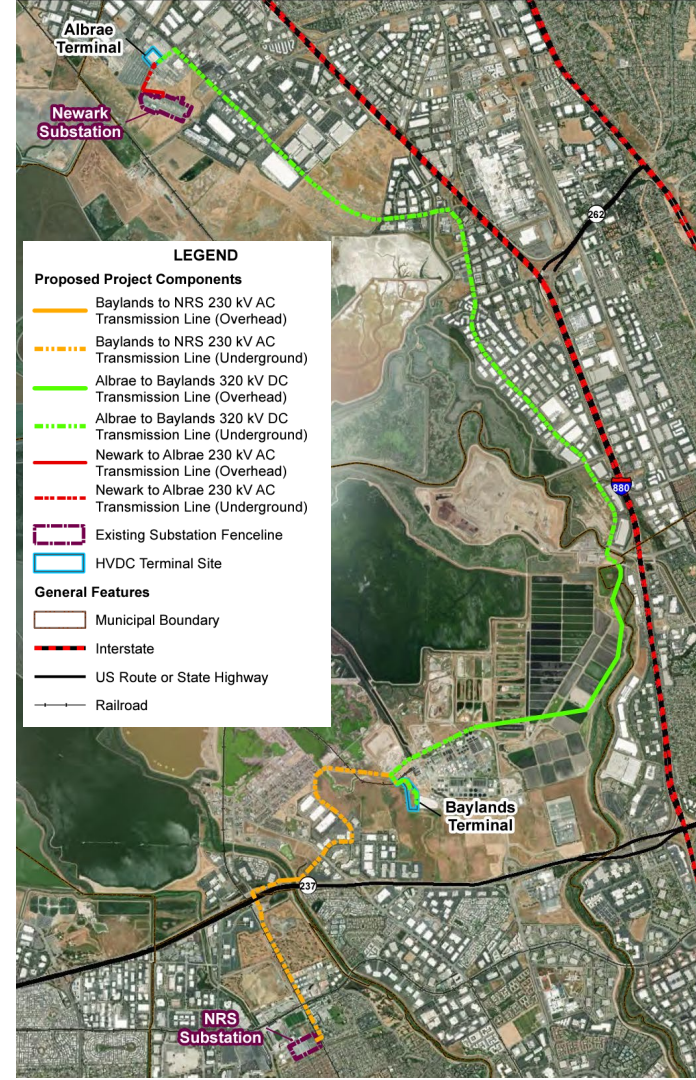 Albrae
Terminal
Newark
Substation
262
LEGEND
Proposed Project Components
Baylands to NRS 230 kV AC
Transmission Line (Overhead)
Baylands to NRS 230 kV AC
Transmission Line (Underground)
Albrae to Baylands 320 kV DC
Transmission Line (Overhead)
Albrae to Baylands 320 kV DC
Transmission Line (Underground)
Newark to Albrae 230 kV AC
Transmission Line (Overhead)
Newark to Albrae 230 kV AC
Transmission Line (Underground)
Existing Substation Fenceline
HVDC Terminal Site
General Features
Municipal Boundary
Interstate
US Route or State Highway
Railroad
880
Baylands
Terminal
237
NRS
Substation